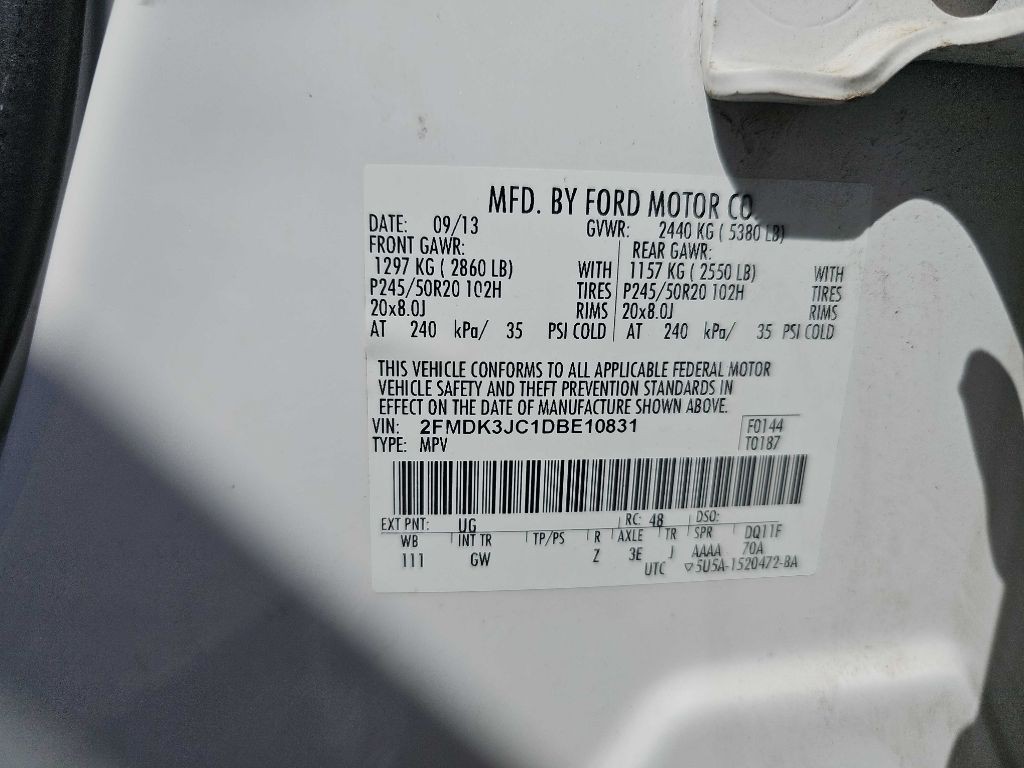 MFD. BY FORD MOTOR CO.
DATE: 09/13 GVWR: 2440 KG ( 5380 LB)
FRONT GAWR: REAR GAWR:
1297 KG ( 2860 LB) WITH 1157 KG ( 2550 LB) WITH
P245/50R20 102H TIRES P245/50R20 102H TIRES
20x8.0J RIMS 20x8.0J RIMS
AT 240 kPa/ 35 PSI COLD AT 240 kPa/ 35 PSI COLD
THIS VEHICLE CONFORMS TO ALL APPLICABLE FEDERAL MOTOR
VEHICLE SAFETY AND THEFT PREVENTION STANDARDS IN
EFFECT ON THE DATE OF MANUFACTURE SHOWN ABOVE.
VIN: 2FMDK3JC1DBE10831 F0144
TYPE: MPV T0187
EXT PNT: UG RC: 48 DSO:
WB INT TR TP/PS R AXLE TR SPR DQ11F
111 GW Z 3E J AAAA 70A
UTC ▽5U5A-1520472-BA